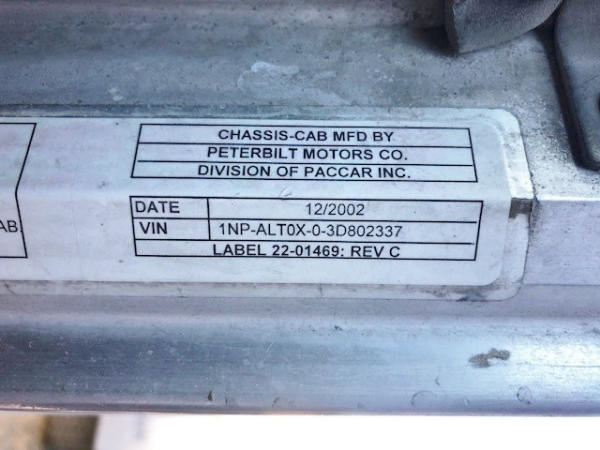 CHASSIS-CAB MFD BY
PETERBILT MOTORS CO.
DIVISION OF PACCAR INC.
DATE 12/2002
VIN 1NP-ALT0X-0-3D802337
LABEL 22-01469: REV C
AB